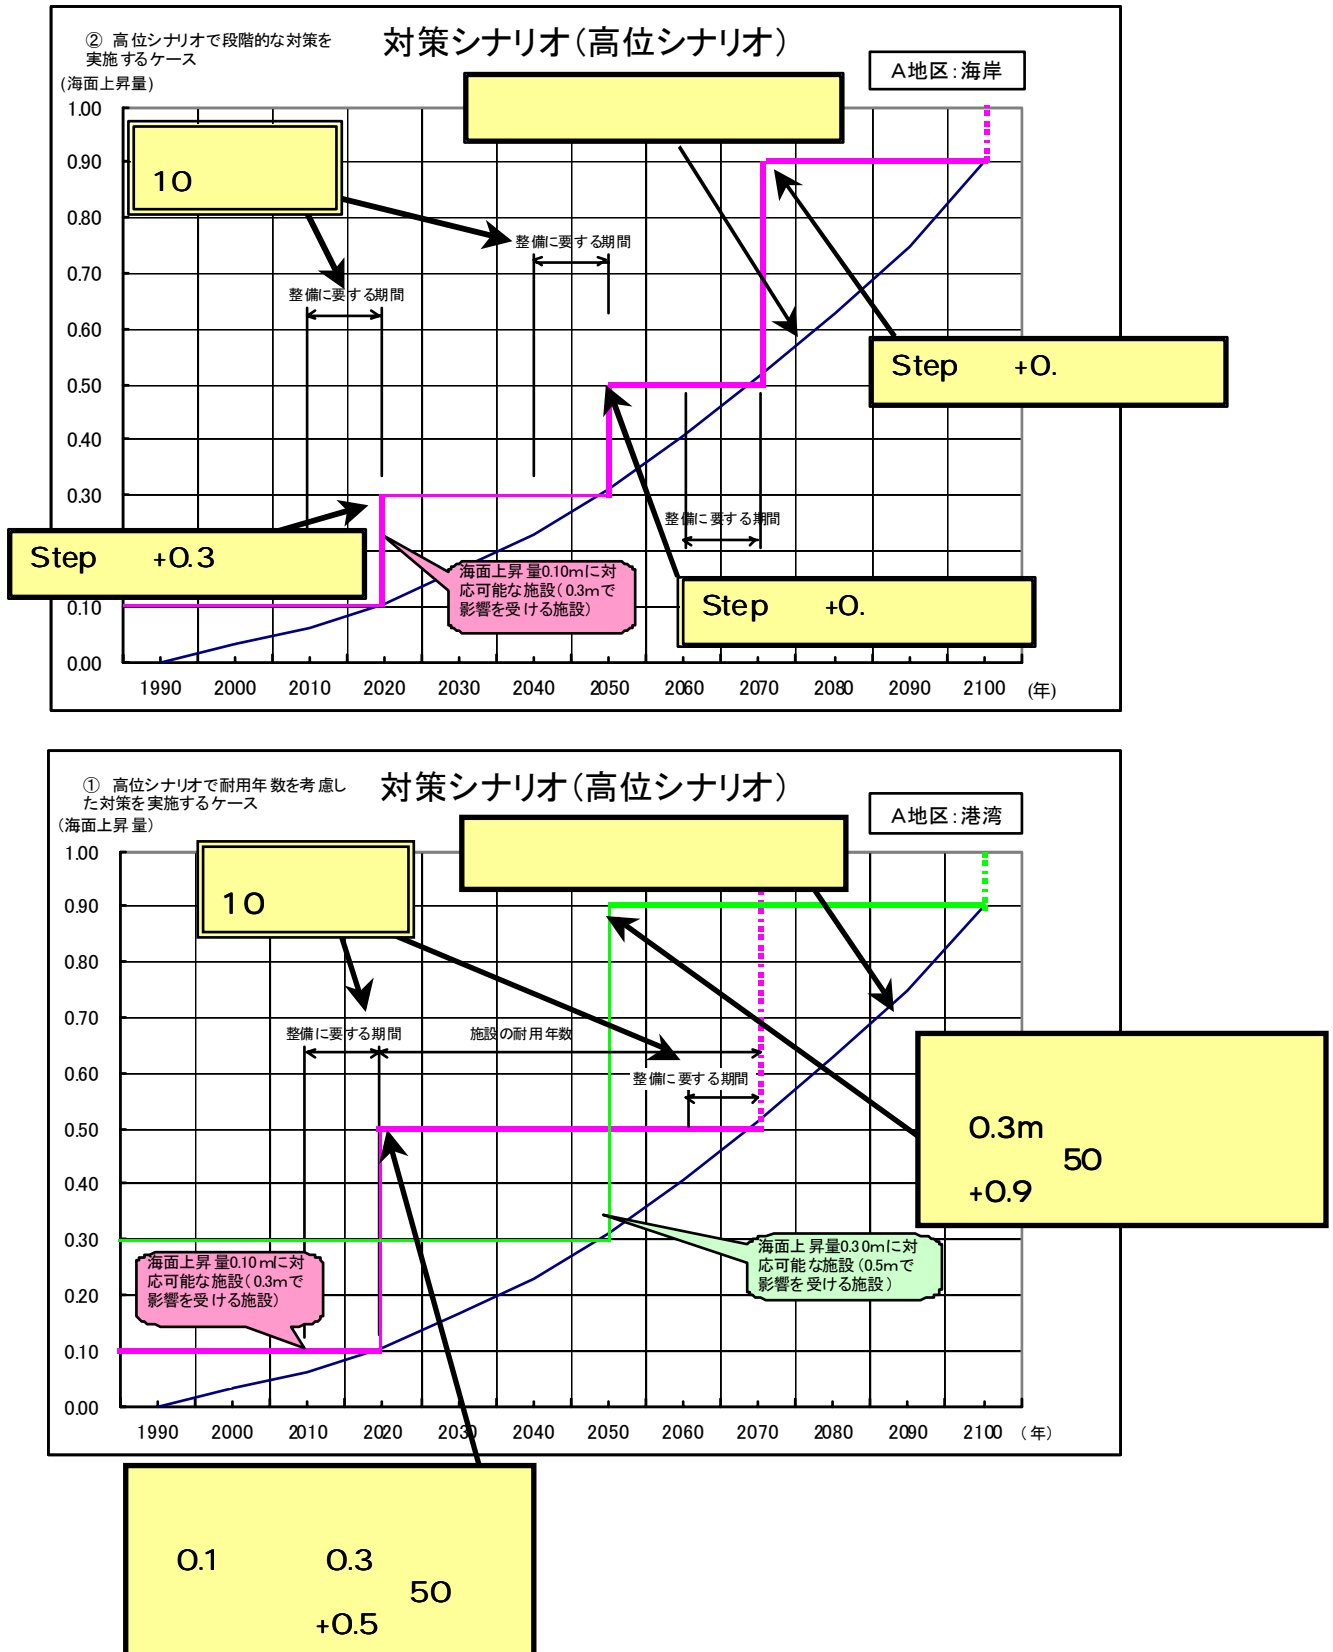 ② 高位シナリオで段階的な対策を
実施するケース
対策シナリオ(高位シナリオ)
A地区:海岸
(海面上昇量)
1.00
0.90
0.80
0.70
0.60
0.50
0.40
0.30
0.10
0.00
10
整備に要する期間
整備に要する期間
整備に要する期間
Step +0.
Step +0.3
Step +0.
海面上昇量0.10mに対
応可能な施設(0.3mで
影響を受ける施設)
1990 2000 2010 2020 2030 2040 2050 2060 2070 2080 2090 2100 (年)
① 高位シナリオで耐用年数を考慮し
た対策を実施するケース
対策シナリオ(高位シナリオ)
A地区:港湾
(海面上昇量)
1.00
0.90
0.80
0.70
0.60
0.50
0.40
0.30
0.20
0.10
0.00
10
整備に要する期間
施設の耐用年数
整備に要する期間
0.3m
50
+0.9
海面上昇量0.10mに対
応可能な施設(0.3mで
影響を受ける施設)
海面上昇量0.30mに対
応可能な施設(0.5mで
影響を受ける施設)
1990 2000 2010 2020 2030 2040 2050 2060 2070 2080 2090 2100 (年)
0.1 0.3
50
+0.5